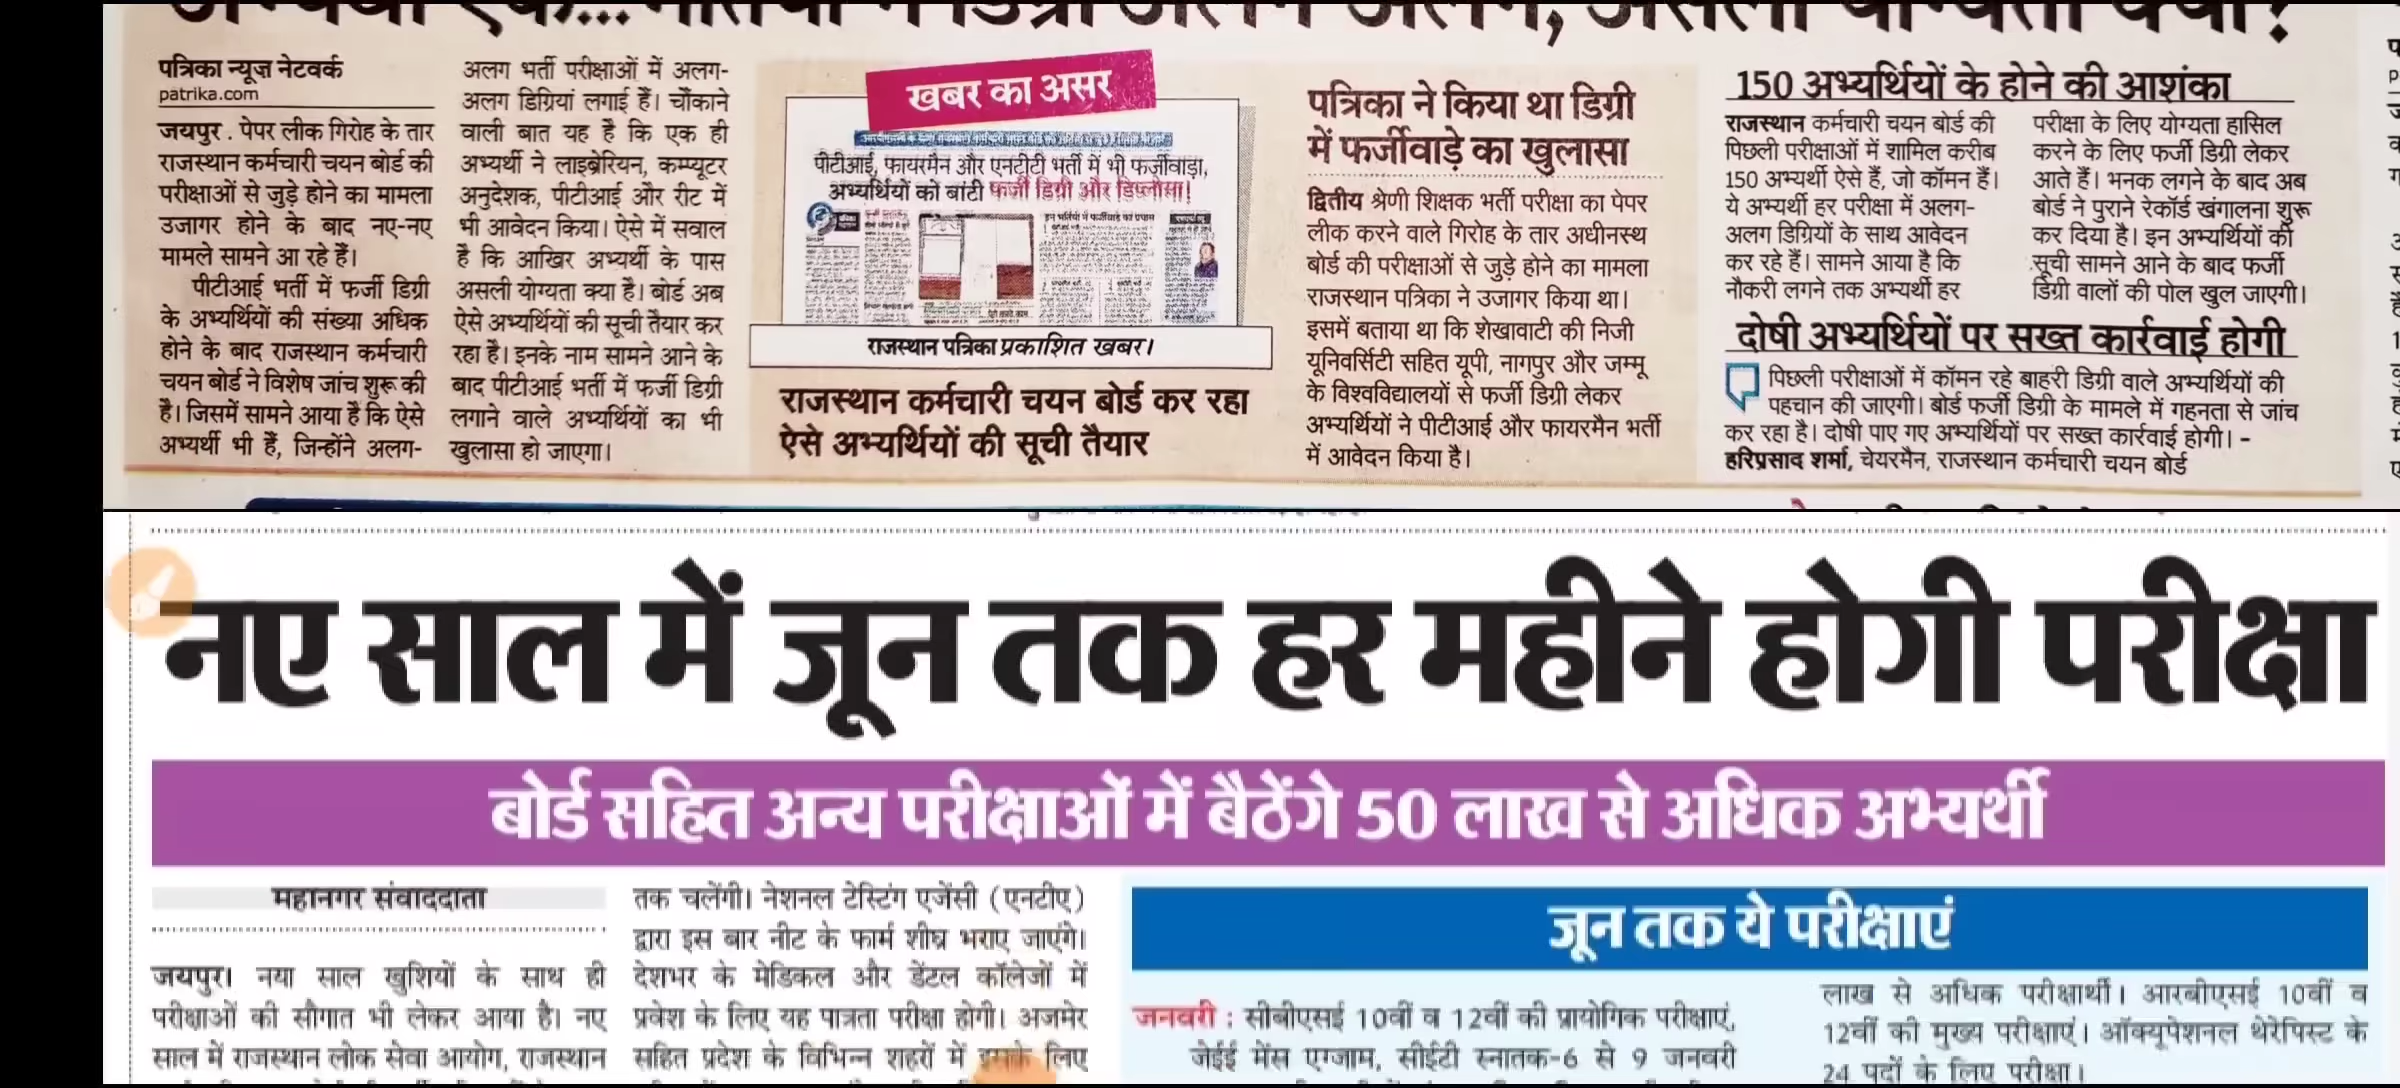 अभ्यर्थी एक... भर्तियों में डिग्री अलग-अलग, असली योग्यता क्या?
पत्रिका न्यूज़ नेटवर्क
patrika.com
जयपुर. पेपर लीक गिरोह के तार
राजस्थान कर्मचारी चयन बोर्ड की
परीक्षाओं से जुड़े होने का मामला
उजागर होने के बाद नए-नए
मामले सामने आ रहे हैं।
पीटीआई भर्ती में फर्जी डिग्री
के अभ्यर्थियों की संख्या अधिक
होने के बाद राजस्थान कर्मचारी
चयन बोर्ड ने विशेष जांच शुरू की
है। जिसमें सामने आया है कि ऐसे
अभ्यर्थी भी हैं, जिन्होंने अलग-
अलग भर्ती परीक्षाओं में अलग-
अलग डिग्रियां लगाई हैं। चौंकाने
वाली बात यह है कि एक ही
अभ्यर्थी ने लाइब्रेरियन, कम्प्यूटर
अनुदेशक, पीटीआई और रीट में
भी आवेदन किया। ऐसे में सवाल
है कि आखिर अभ्यर्थी के पास
असली योग्यता क्या है। बोर्ड अब
ऐसे अभ्यर्थियों की सूची तैयार कर
रहा है। इनके नाम सामने आने के
बाद पीटीआई भर्ती में फर्जी डिग्री
लगाने वाले अभ्यर्थियों का भी
खुलासा हो जाएगा।
खबर का असर
पीटीआई, फायरमैन और एनटीटी भर्ती में भी फर्जीवाड़ा,
अभ्यर्थियों को बांटी फर्जी डिग्री और डिप्लोमा!
राजस्थान पत्रिका प्रकाशित खबर।
राजस्थान कर्मचारी चयन बोर्ड कर रहा
ऐसे अभ्यर्थियों की सूची तैयार
पत्रिका ने किया था डिग्री
में फर्जीवाड़े का खुलासा
द्वितीय श्रेणी शिक्षक भर्ती परीक्षा का पेपर
लीक करने वाले गिरोह के तार अधीनस्थ
बोर्ड की परीक्षाओं से जुड़े होने का मामला
राजस्थान पत्रिका ने उजागर किया था।
इसमें बताया था कि शेखावाटी की निजी
यूनिवर्सिटी सहित यूपी, नागपुर और जम्मू
के विश्वविद्यालयों से फर्जी डिग्री लेकर
अभ्यर्थियों ने पीटीआई और फायरमैन भर्ती
में आवेदन किया है।
150 अभ्यर्थियों के होने की आशंका
राजस्थान कर्मचारी चयन बोर्ड की
पिछली परीक्षाओं में शामिल करीब
150 अभ्यर्थी ऐसे हैं, जो कॉमन हैं।
ये अभ्यर्थी हर परीक्षा में अलग-
अलग डिग्रियों के साथ आवेदन
कर रहे हैं। सामने आया है कि
नौकरी लगने तक अभ्यर्थी हर
परीक्षा के लिए योग्यता हासिल
करने के लिए फर्जी डिग्री लेकर
आते हैं। भनक लगने के बाद अब
बोर्ड ने पुराने रेकॉर्ड खंगालना शुरू
कर दिया है। इन अभ्यर्थियों की
सूची सामने आने के बाद फर्जी
डिग्री वालों की पोल खुल जाएगी।
दोषी अभ्यर्थियों पर सख्त कार्रवाई होगी
पिछली परीक्षाओं में कॉमन रहे बाहरी डिग्री वाले अभ्यर्थियों की
पहचान की जाएगी। बोर्ड फर्जी डिग्री के मामले में गहनता से जांच
कर रहा है। दोषी पाए गए अभ्यर्थियों पर सख्त कार्रवाई होगी। -
हरिप्रसाद शर्मा, चेयरमैन, राजस्थान कर्मचारी चयन बोर्ड
नए साल में जून तक हर महीने होगी परीक्षा
बोर्ड सहित अन्य परीक्षाओं में बैठेंगे 50 लाख से अधिक अभ्यर्थी
महानगर संवाददाता
जयपुर। नया साल खुशियों के साथ ही
परीक्षाओं की सौगात भी लेकर आया है। नए
साल में राजस्थान लोक सेवा आयोग, राजस्थान
तक चलेंगी। नेशनल टेस्टिंग एजेंसी (एनटीए)
द्वारा इस बार नीट के फार्म शीघ्र भराए जाएंगे।
देशभर के मेडिकल और डेंटल कॉलेजों में
प्रवेश के लिए यह पात्रता परीक्षा होगी। अजमेर
सहित प्रदेश के विभिन्न शहरों में इसके लिए
जून तक ये परीक्षाएं
जनवरी : सीबीएसई 10वीं व 12वीं की प्रायोगिक परीक्षाएं,
जेईई मेंस एग्जाम, सीईटी स्नातक-6 से 9 जनवरी
लाख से अधिक परीक्षार्थी। आरबीएसई 10वीं व
12वीं की मुख्य परीक्षाएं। ऑक्यूपेशनल थेरेपिस्ट के
24 पदों के लिए परीक्षा।